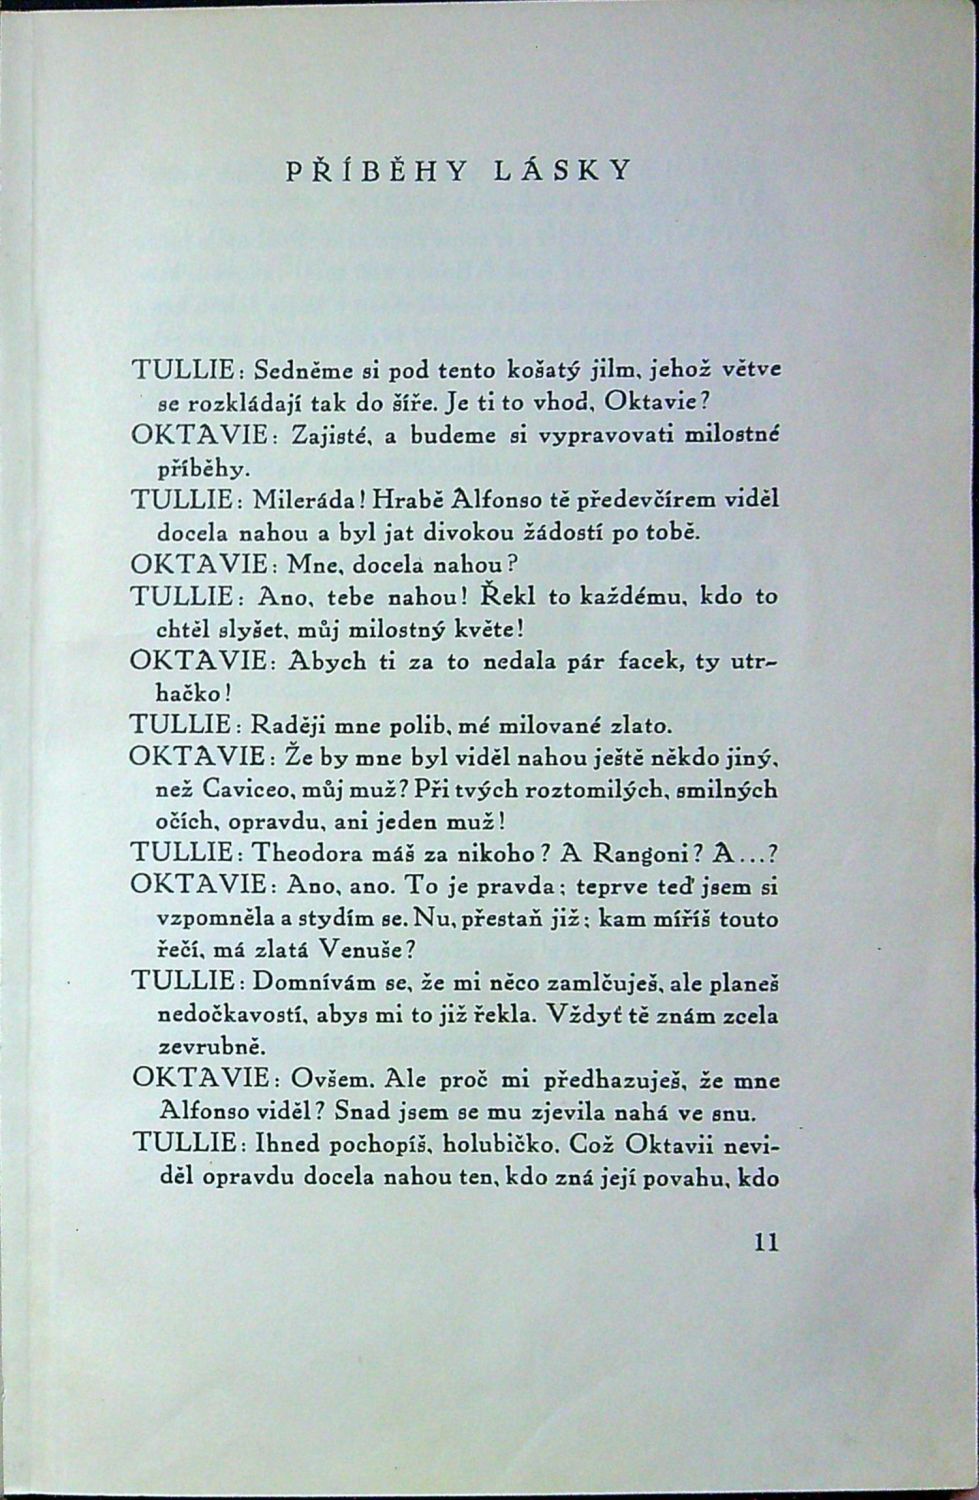 PŘÍBĚHY LÁSKY
TULLIE: Sedněme si pod tento košatý jilm, jehož větve
se rozkládají tak do šíře. Je ti to vhod, Oktavie?
OKTAVIE: Zajisté, a budeme si vypravovati milostné
příběhy.
TULLIE: Mileráda! Hrabě Alfonso tě předevčírem viděl
docela nahou a byl jat divokou žádostí po tobě.
OKTAVIE: Mne, docela nahou?
TULLIE: Ano, tebe nahou! Řekl to každému, kdo to
chtěl slyšet, můj milostný květe!
OKTAVIE: Abych ti za to nedala pár facek, ty utr-
hačko!
TULLIE: Raději mne polib, mé milované zlato.
OKTAVIE: Že by mne byl viděl nahou ještě někdo jiný,
než Caviceo, můj muž? Při tvých roztomilých, smilných
očích, opravdu, ani jeden muž!
TULLIE: Theodora máš za nikoho? A Rangoni? A...?
OKTAVIE: Ano, ano. To je pravda; teprve teď jsem si
vzpomněla a stydím se. Nu, přestaň již; kam míříš touto
řečí, má zlatá Venuše?
TULLIE: Domnívám se, že mi něco zamlčuješ, ale planeš
nedočkavostí, abys mi to již řekla. Vždyť tě znám zcela
zevrubně.
OKTAVIE: Ovšem. Ale proč mi předhazuješ, že mne
Alfonso viděl? Snad jsem se mu zjevila nahá ve snu.
TULLIE: Ihned pochopíš, holubičko. Což Oktavii nevi-
děl opravdu docela nahou ten, kdo zná její povahu, kdo
11